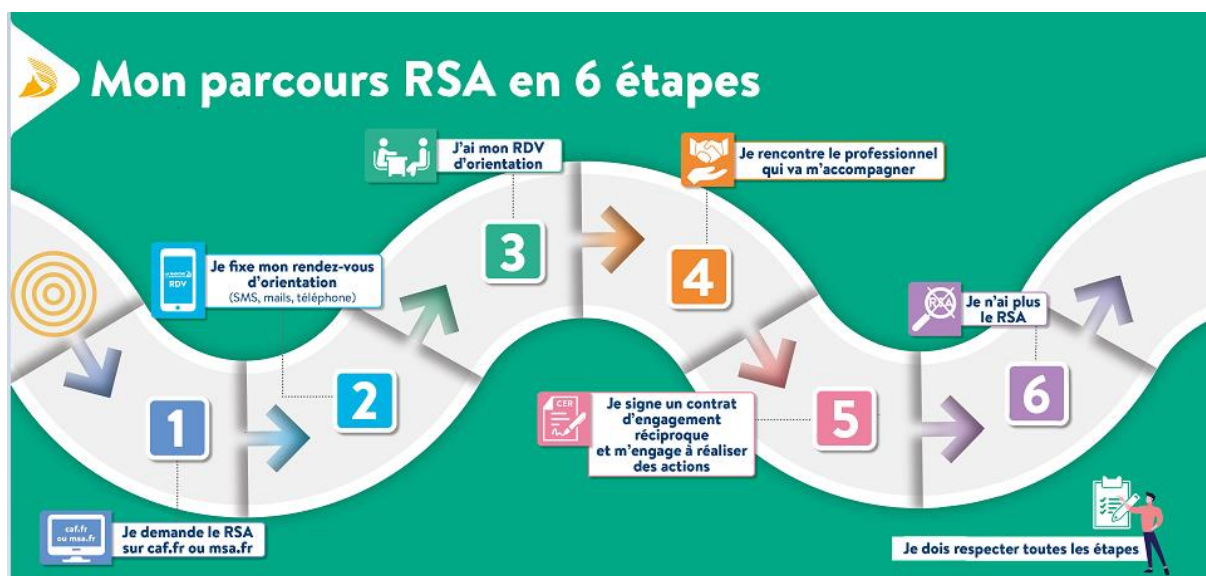 Mon parcours RSA en 6 étapes
J'ai mon RDV
d'orientation
3
Je rencontre le professionnel
qui va m'accompagner
4
RDV
Je fixe mon rendez-vous
d'orientation
(SMS, mails, téléphone)
2
RSA
Je n'ai plus
le RSA
6
1
CER
Je signe un contrat
d'engagement
réciproque
et m'engage à réaliser
des actions
5
caf.fr
ou msa.fr
Je demande le RSA
sur caf.fr ou msa.fr
Je dois respecter toutes les étapes